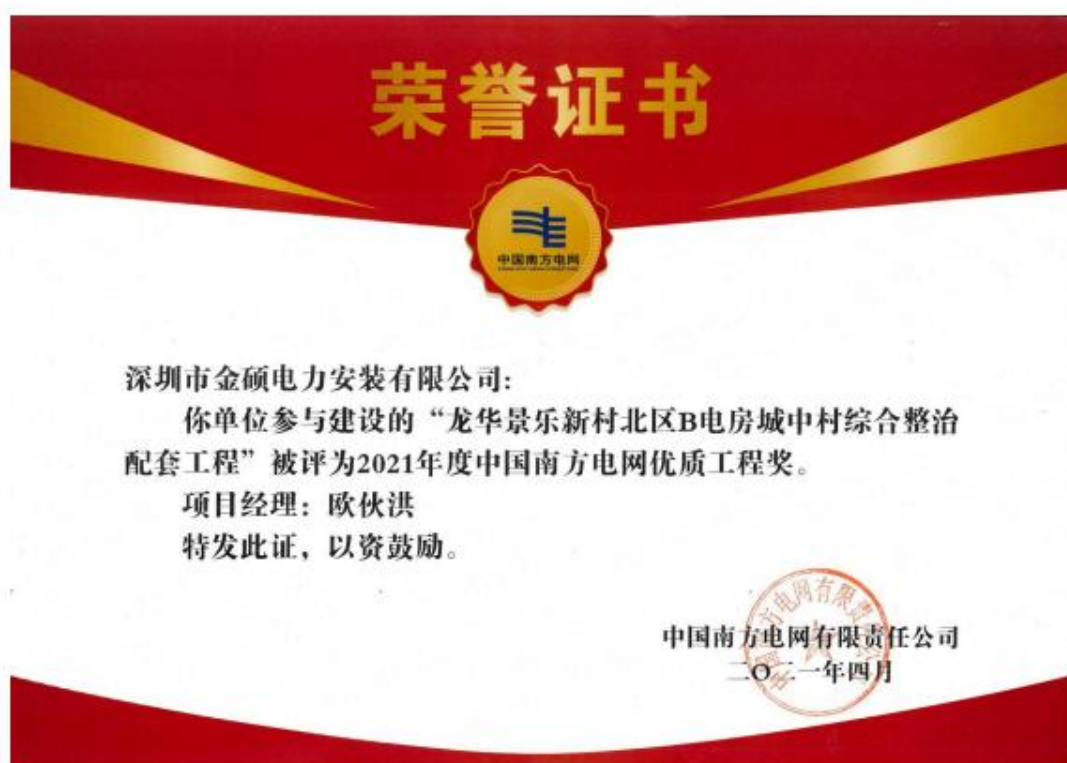 荣誉证书
中国南方电网
深圳市金硕电力安装有限公司:
你单位参与建设的“龙华景乐新村北区B电房城中村综合整治
配套工程”被评为2021年度中国南方电网优质工程奖。
项目经理：欧伙洪
特发此证，以资鼓励。
中国南方电网有限责任公司
二〇二一年四月